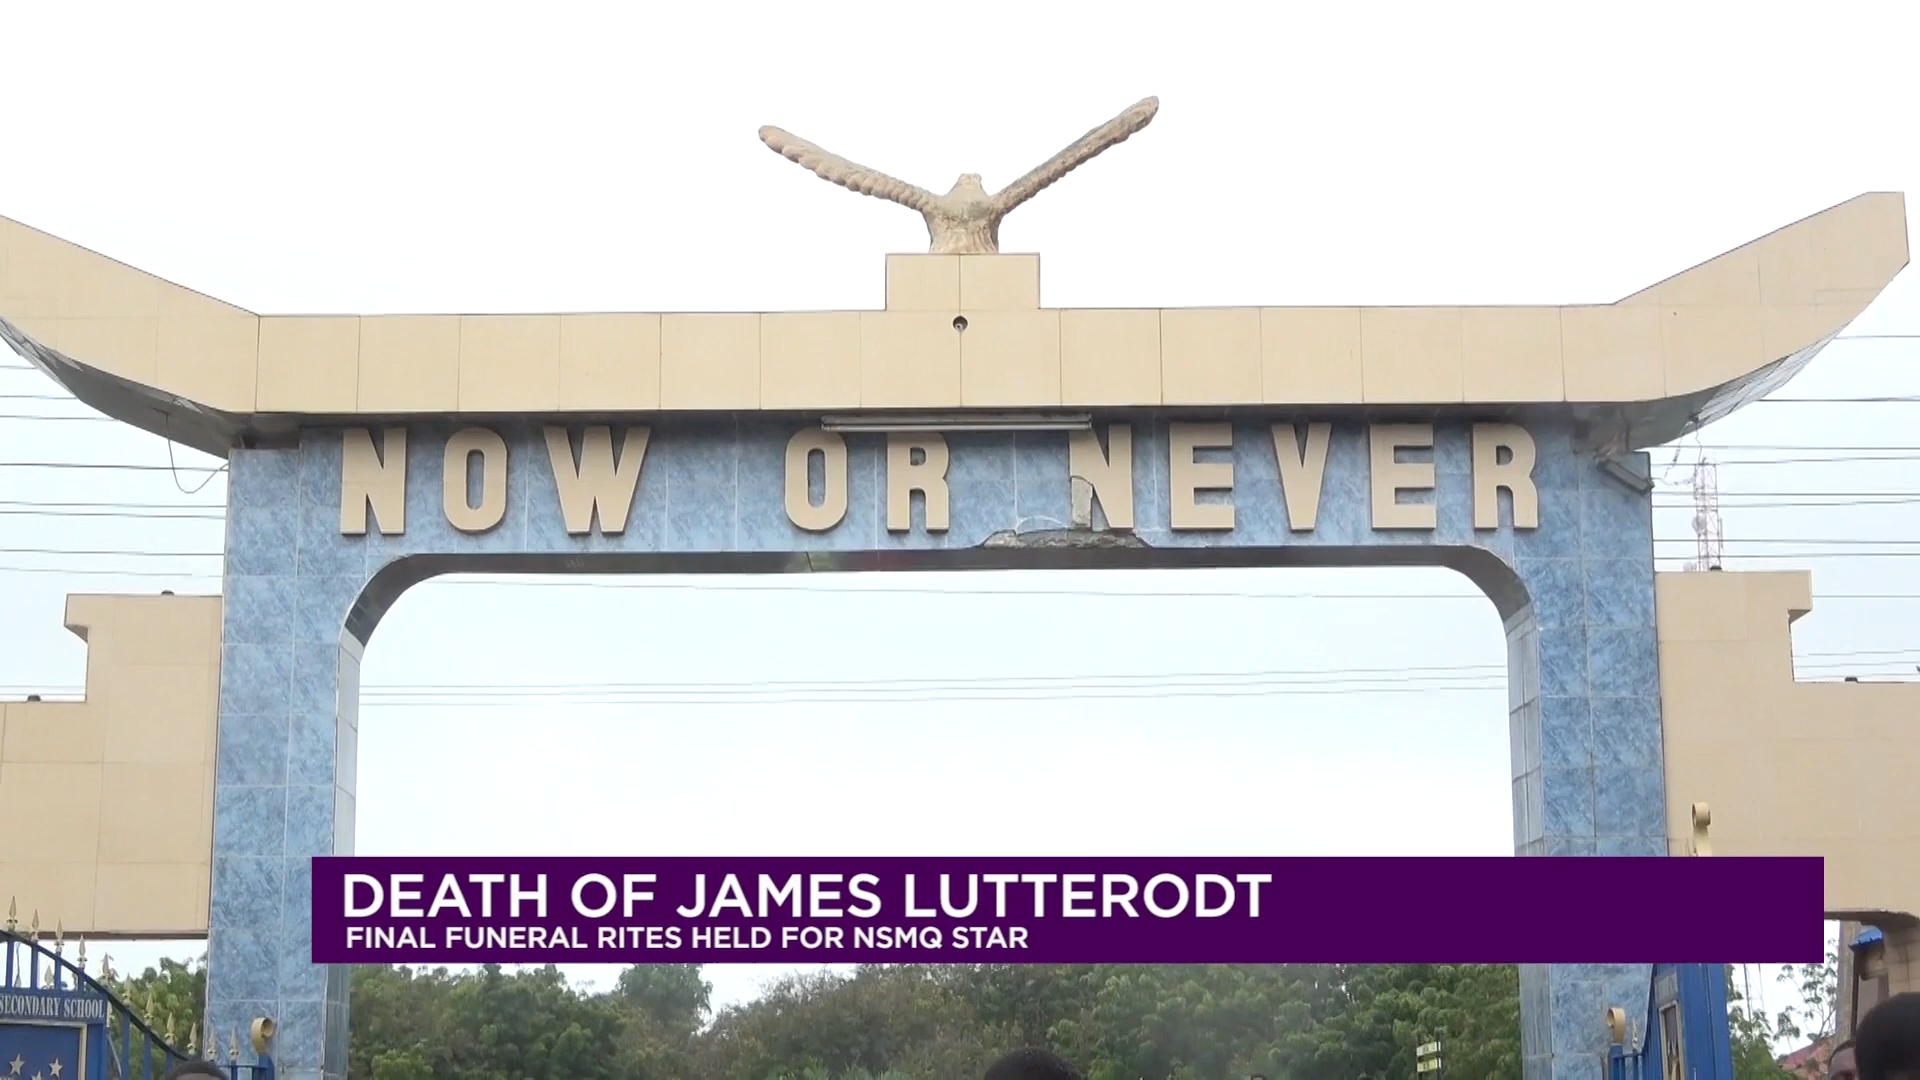 NOW OR NEVER
DEATH OF JAMES LUTTERODT
FINAL FUNERAL RITES HELD FOR NSMQ STAR
SECONDARY SCHOOL